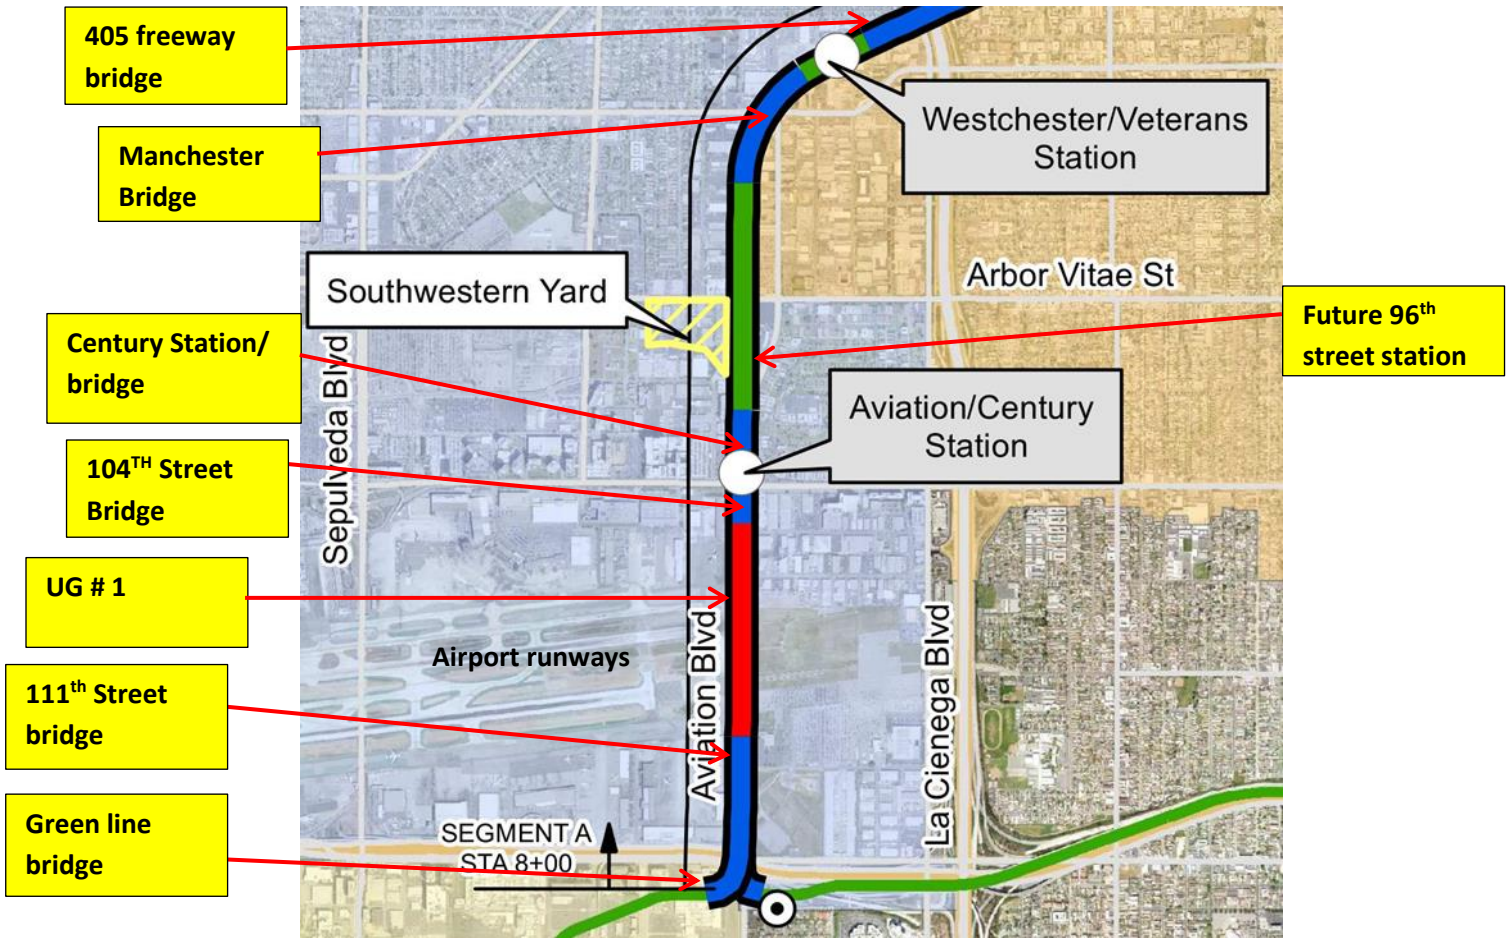 405 freeway
bridge
Manchester
Bridge
Westchester/Veterans
Station
Southwestern Yard
Arbor Vitae St
Future 96th
street station
Century Station/
bridge
Sepulveda Blvd
Aviation/Century
Station
104TH Street
Bridge
UG # 1
Airport runways
Aviation Blvd
La Cienega Blvd
111th Street
bridge
Green line
bridge
SEGMENT A
STA 8+00